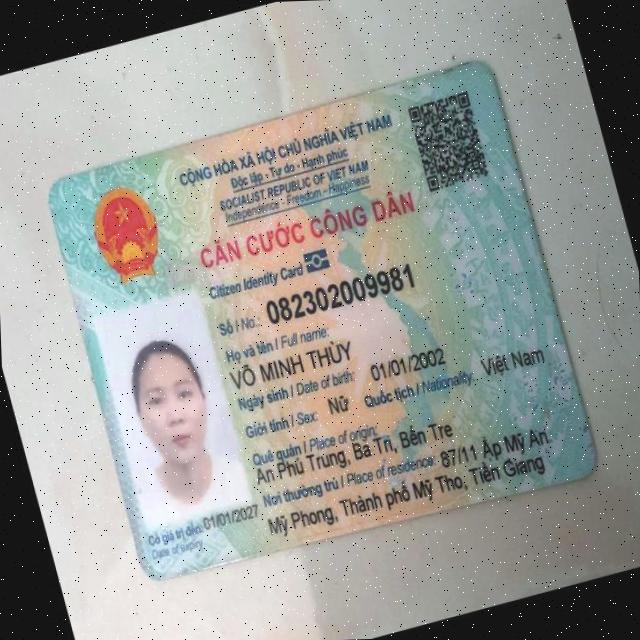 CỘNG HÒA XÃ HỘI CHỦ NGHĨA VIỆT NAM
Độc lập - Tự do - Hạnh phúc
SOCIALIST REPUBLIC OF VIET NAM
Independence - Freedom - Happiness
CĂN CƯỚC CÔNG DÂN
Citizen Identity Card
Số / No.: 082302009981
Họ và tên / Full name:
VÕ MINH THÙY
Ngày sinh / Date of birth: 01/01/2002
Giới tính / Sex: Nữ Quốc tịch / Nationality: Việt Nam
Quê quán / Place of origin:
An Phú Trung, Ba Tri, Bến Tre
Nơi thường trú / Place of residence: 87/11 Ấp Mỹ An
Mỹ Phong, Thành phố Mỹ Tho, Tiền Giang
Có giá trị đến: 01/01/2027
Date of expiry